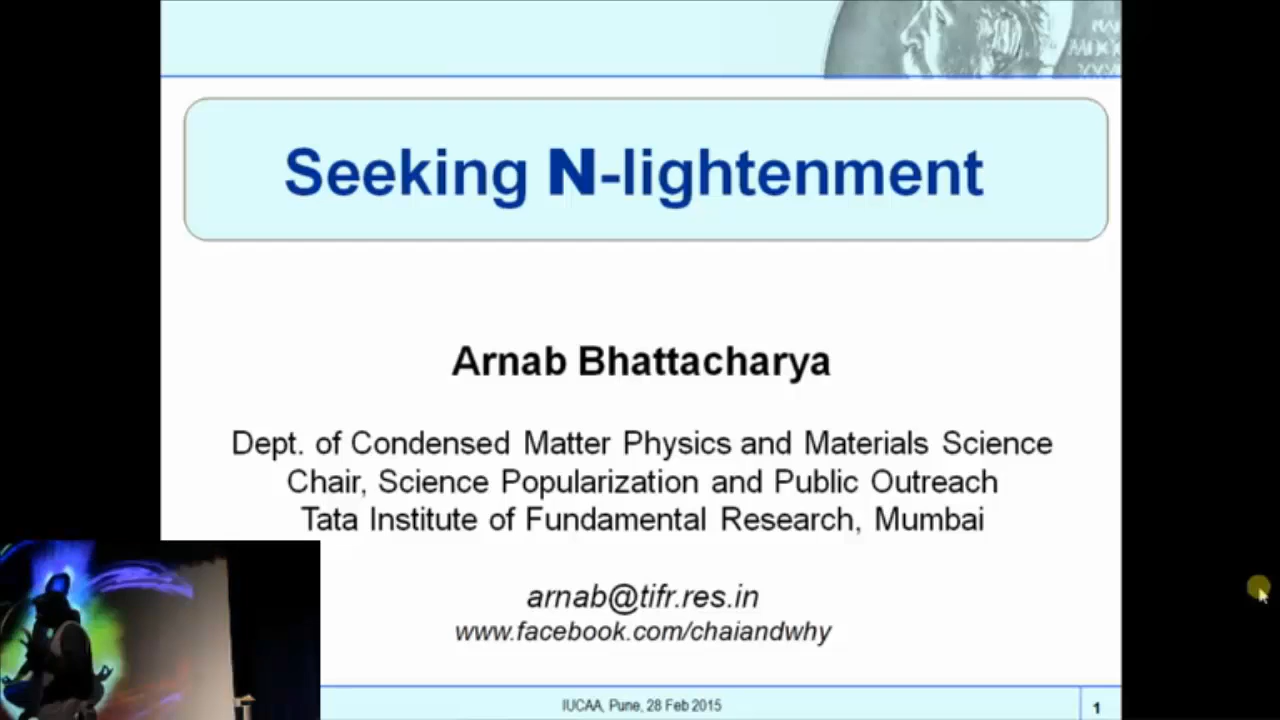 Seeking N-lightenment
Arnab Bhattacharya
Dept. of Condensed Matter Physics and Materials Science
Chair, Science Popularization and Public Outreach
Tata Institute of Fundamental Research, Mumbai
arnab@tifr.res.in
www.facebook.com/chaiandwhy
IUCAA, Pune, 28 Feb 2015
1